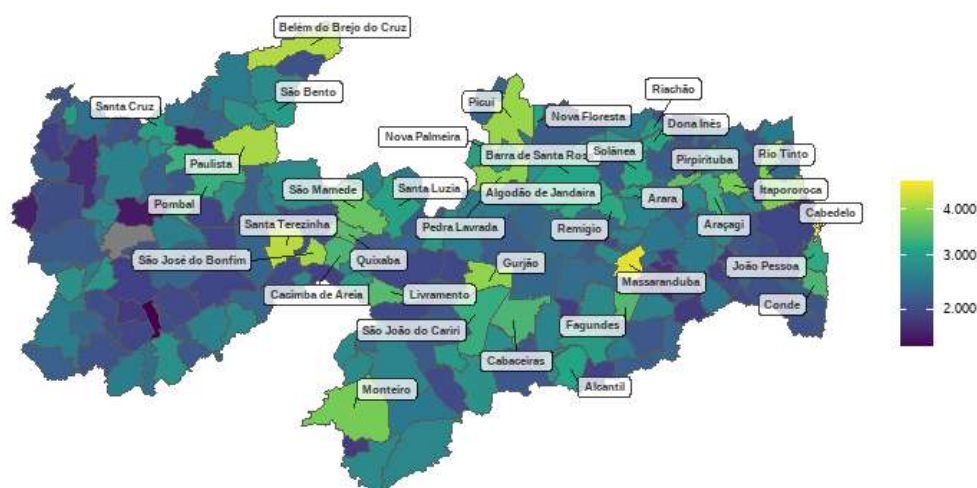 Belém do Brejo do Cruz
Santa Cruz
São Bento
Riachão
Picuí
Nova Floresta
Dona Inês
Nova Palmeira
Barra de Santa Ros
Solânea
Pirpirituba
Rio Tinto
Paulista
São Mamede
Santa Luzia
Algodão de Jandaíra
Arara
Itapororoca
Pombal
Santa Terezinha
Pedra Lavrada
Remígio
Araçagi
Cabedelo
São José do Bonfim
Quixaba
Gurjão
João Pessoa
Cacimba de Areia
Livramento
Massaranduba
Conde
São João do Cariri
Fagundes
Cabaceiras
Alcantil
Monteiro
4.000
3.000
2.000